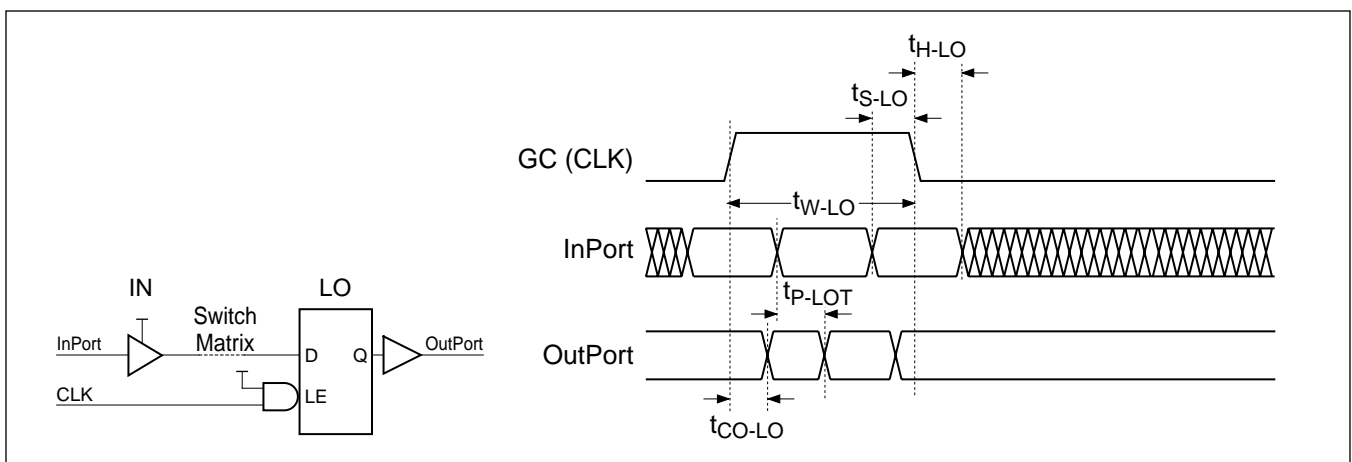 IN
LO
Switch
Matrix
InPort
D
Q
OutPort
CLK
LE
tH-LO
tS-LO
GC (CLK)
tW-LO
InPort
tP-LOT
OutPort
tCO-LO